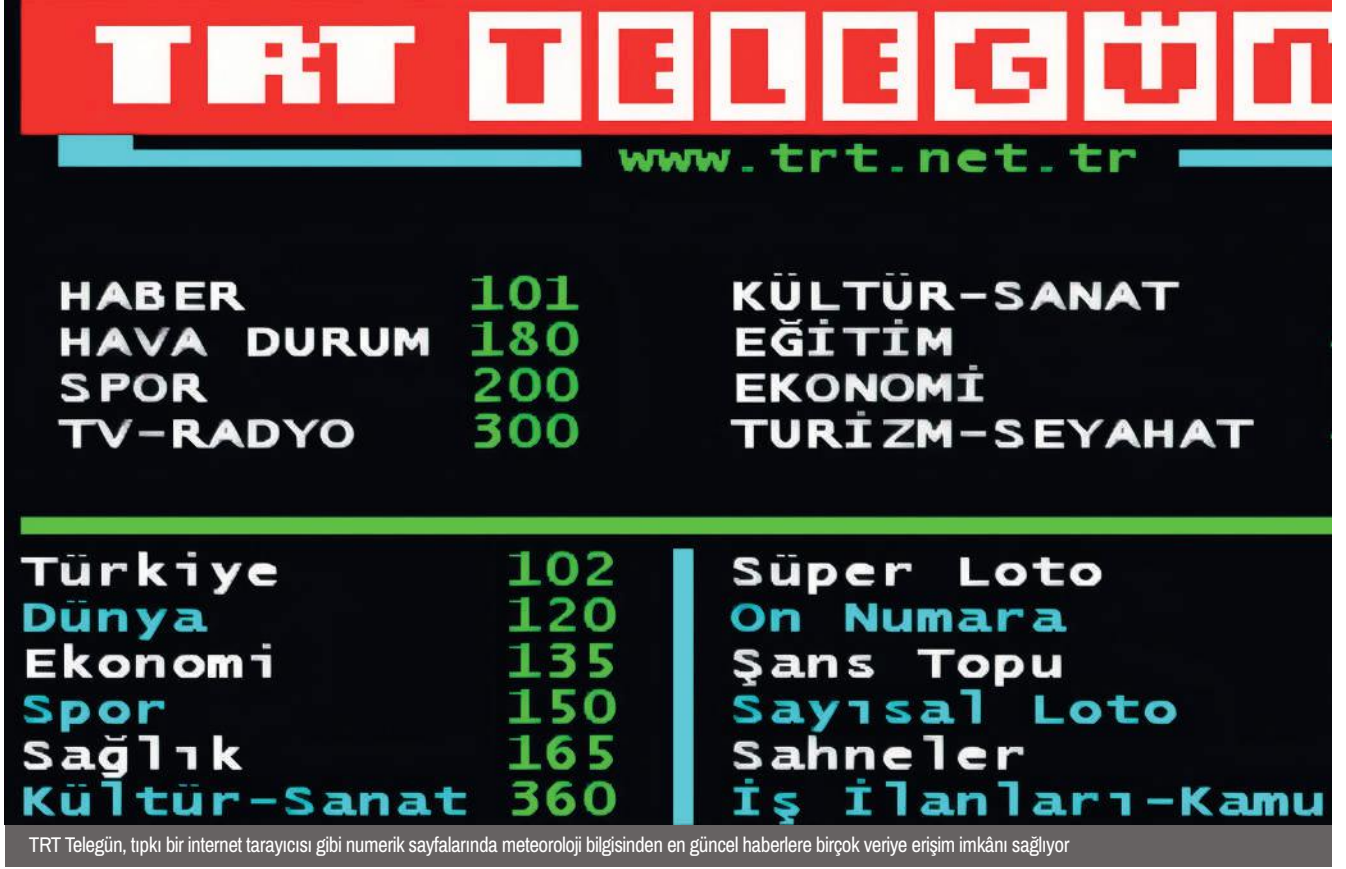 TRT TELEGÜN
www.trt.net.tr
HABER 101 KÜLTÜR-SANAT
HAVA DURUM 180 EĞİTİM
SPOR 200 EKONOMİ
TV-RADYO 300 TURİZM-SEYAHAT
Türkiye 102 Süper Loto
Dünya 120 On Numara
Ekonomi 135 Şans Topu
Spor 150 Sayısal Loto
Sağlık 165 Sahneler
Kültür-Sanat 360 İş İlanları-Kamu
TRT Telegün, tıpkı bir internet tarayıcısı gibi numerik sayfalarında meteoroloji bilgisinden en güncel haberlere birçok veriye erişim imkânı sağlıyor